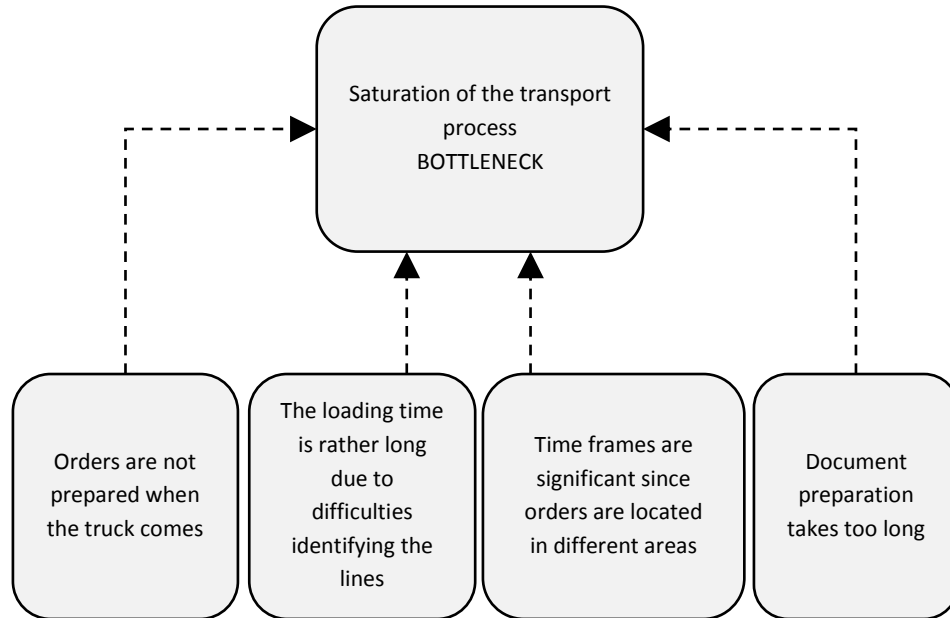 Saturation of the transport
process
BOTTLENECK
Orders are not
prepared when
the truck comes
The loading time
is rather long
due to
difficulties
identifying the
lines
Time frames are
significant since
orders are located
in different areas
Document
preparation
takes too long